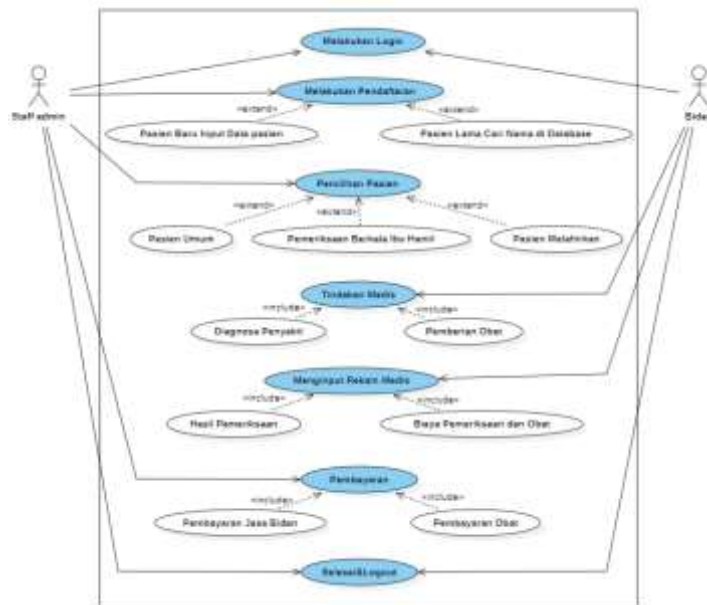 Melakukan Login
Melakukan Pendaftaran
<extend>
<extend>
Staff admin
Bidan
Pasien Baru Input Data pasien
Pasien Lama Cari Nama di Database
Pemilihan Pasien
<extend>
<extend>
<extend>
Pasien Umum
Pemeriksaan Berkala Ibu Hamil
Pasien Melahirkan
Tindakan Medis
<include>
<include>
Diagnosa Penyakit
Pemberian Obat
Menginput Rekam Medis
<include>
<include>
Hasil Pemeriksaan
Biaya Pemeriksaan dan Obat
Pembayaran
<include>
<include>
Pembayaran Jasa Bidan
Pembayaran Obat
Selesai&Logout